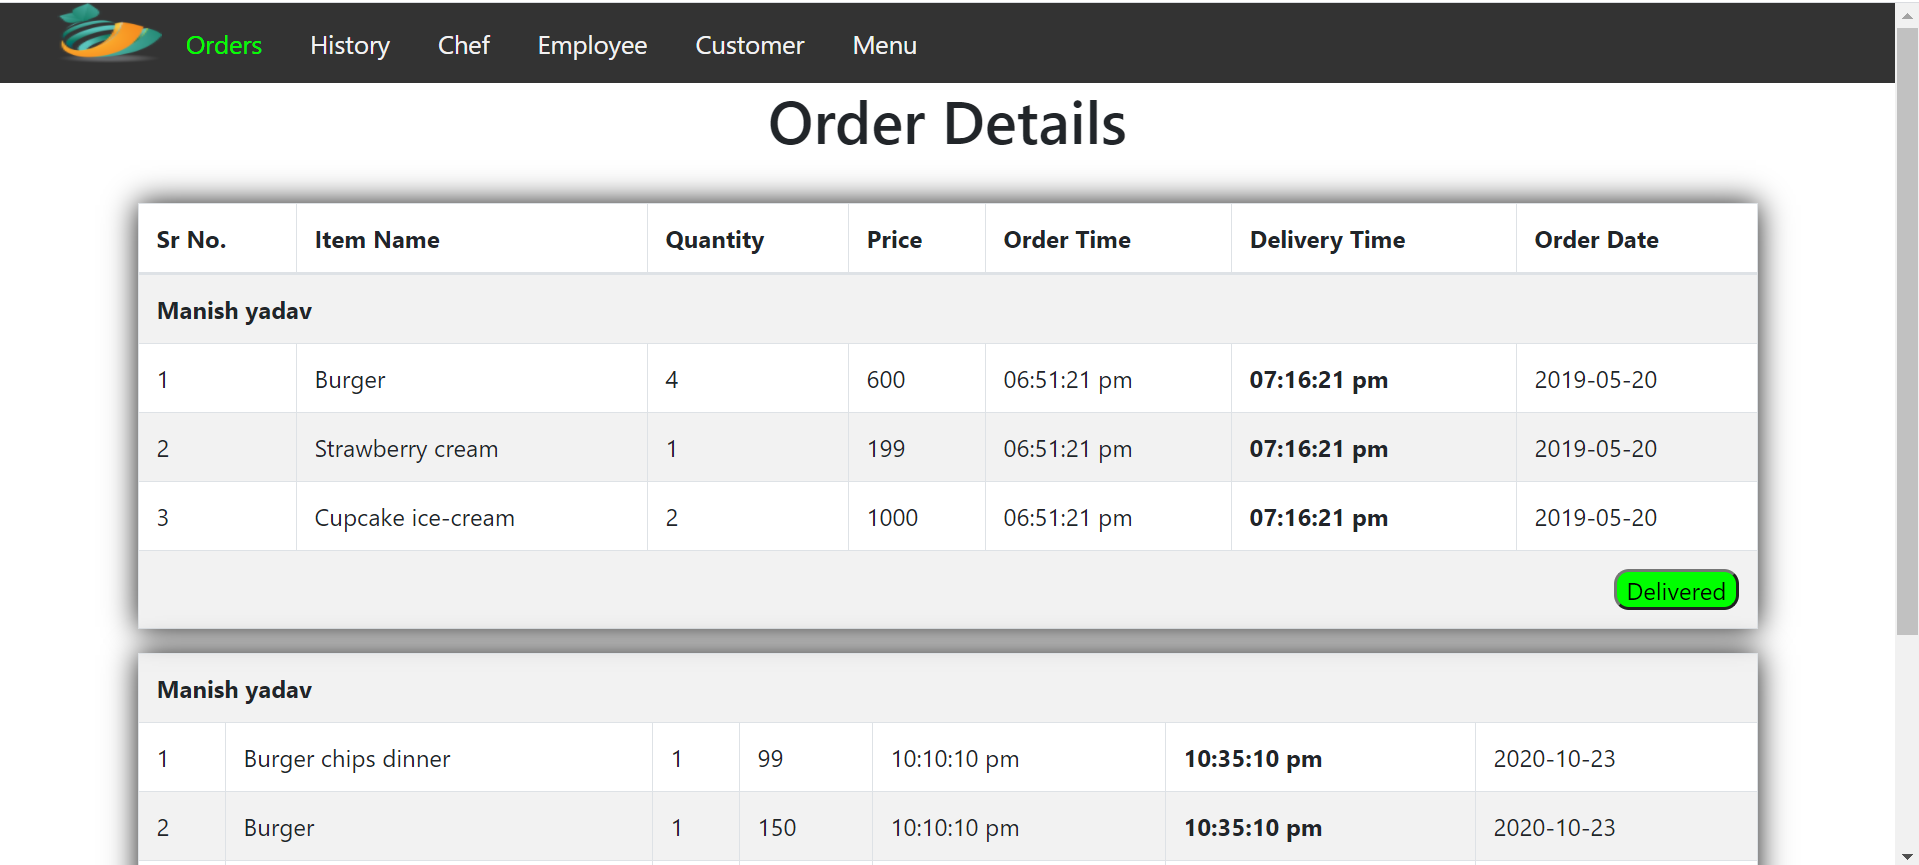 Orders History Chef Employee Customer Menu
Order Details
Sr No. Item Name Quantity Price Order Time Delivery Time Order Date
Manish yadav
1 Burger 4 600 06:51:21 pm 07:16:21 pm 2019-05-20
2 Strawberry cream 1 199 06:51:21 pm 07:16:21 pm 2019-05-20
3 Cupcake ice-cream 2 1000 06:51:21 pm 07:16:21 pm 2019-05-20
Delivered
Manish yadav
1 Burger chips dinner 1 99 10:10:10 pm 10:35:10 pm 2020-10-23
2 Burger 1 150 10:10:10 pm 10:35:10 pm 2020-10-23